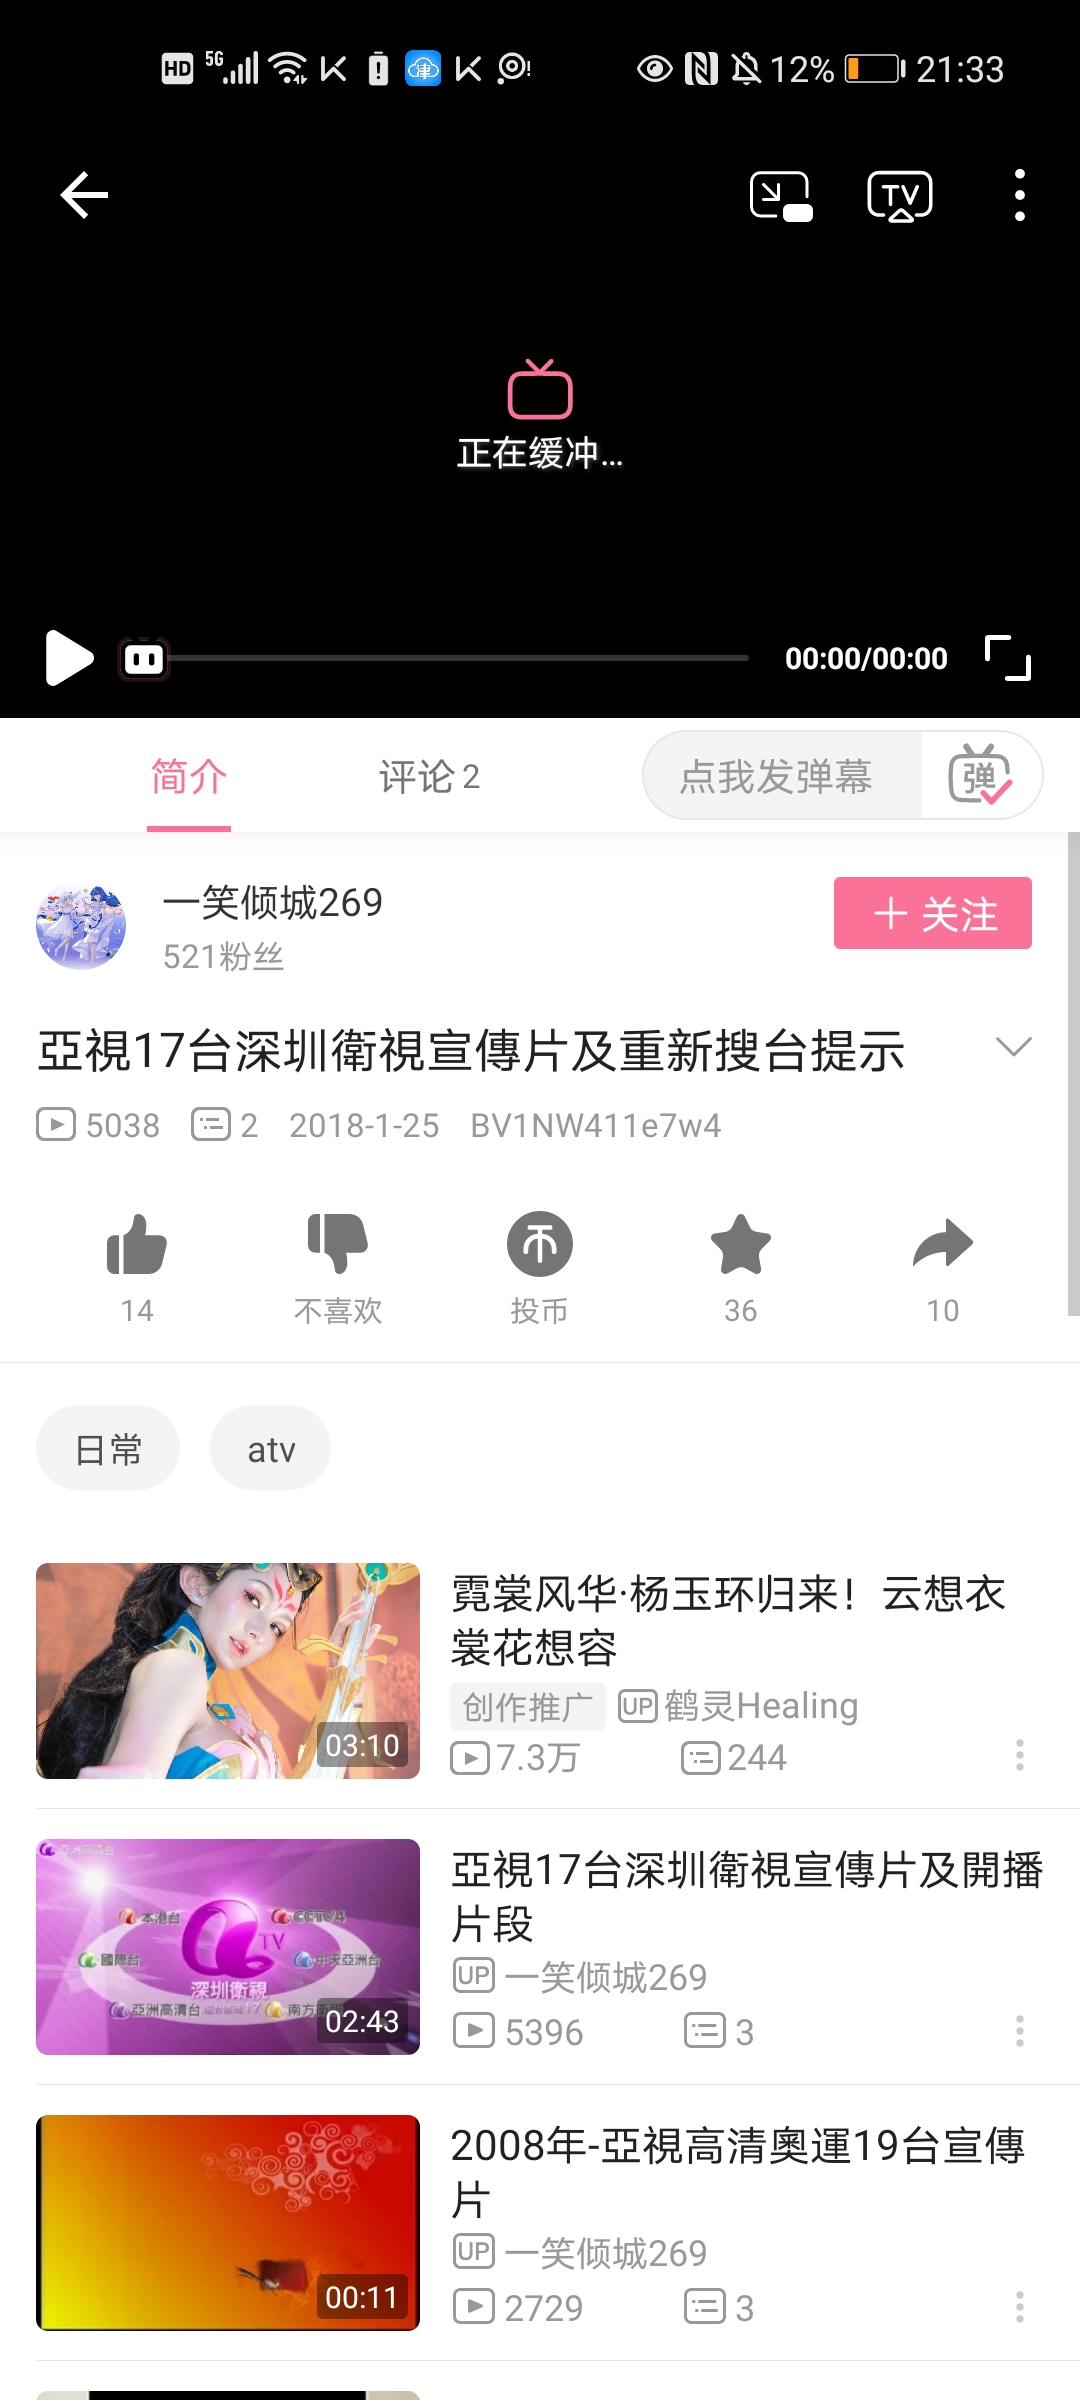 HD 5G 津 12% 21:33
TV
正在缓冲...
00:00/00:00
简介 评论 2 点我发弹幕 弹
一笑倾城269
521粉丝
关注
亞視17台深圳衛視宣傳片及重新搜台提示
5038 2 2018-1-25 BV1NW411e7w4
14 不喜欢 投币 36 10
日常 atv
霓裳风华·杨玉环归来！云想衣
裳花想容
创作推广 UP 鹤灵Healing
03:10
7.3万 244
亞洲高清台
本港台 CCTV4
TV
國際台 中天亞洲台
深圳衛視
亞洲高清台 南方衛視
02:43
亞視17台深圳衛視宣傳片及開播
片段
UP 一笑倾城269
5396 3
2008年-亞視高清奧運19台宣傳
片
UP 一笑倾城269
00:11
2729 3